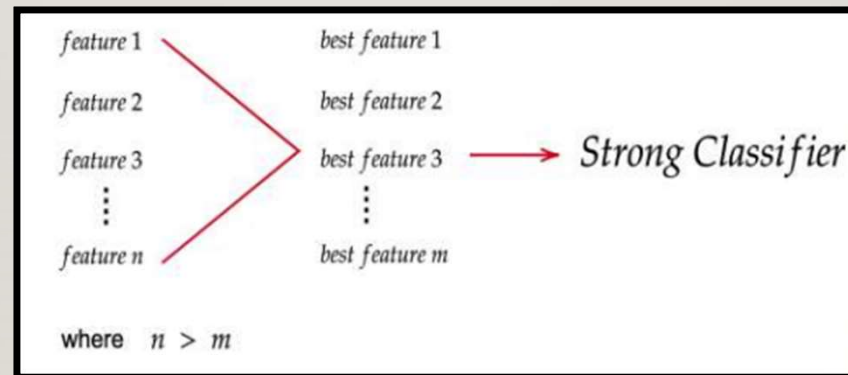 feature 1 best feature 1
feature 2 best feature 2
feature 3 best feature 3 Strong Classifier
feature n best feature m
where n > m